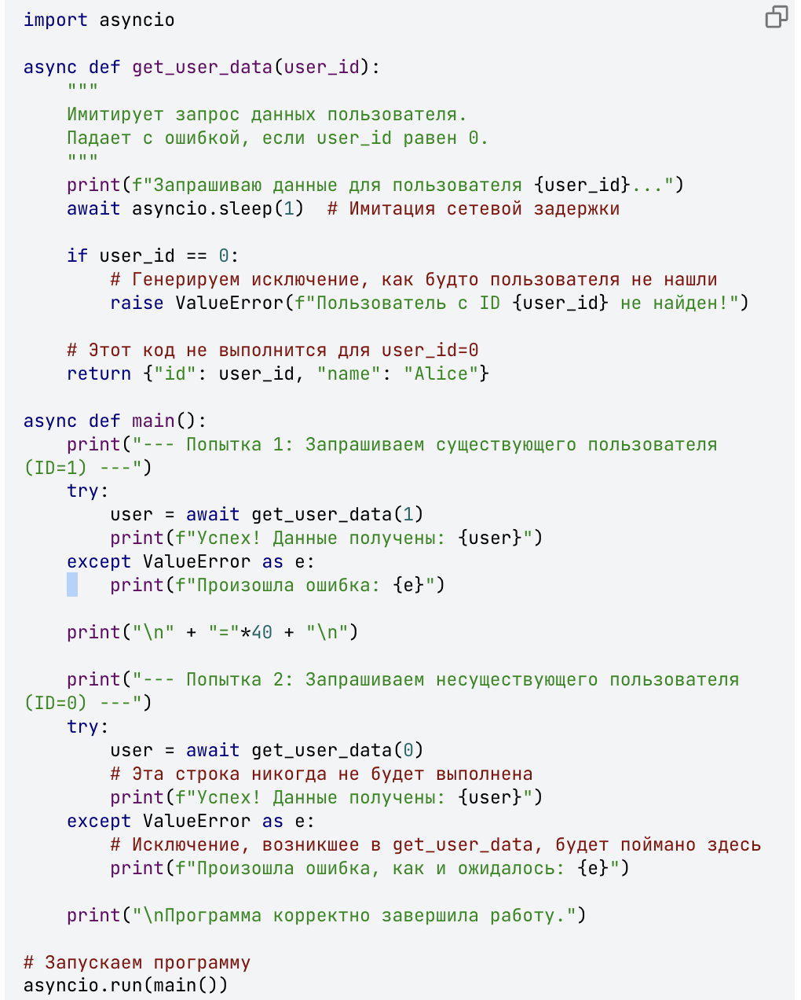 import asyncio
async def get_user_data(user_id):
"""
Имитирует запрос данных пользователя.
Падает с ошибкой, если user_id равен 0.
"""
print(f"Запрашиваю данные для пользователя {user_id}...")
await asyncio.sleep(1)  # Имитация сетевой задержки
if user_id == 0:
# Генерируем исключение, как будто пользователя не нашли
raise ValueError(f"Пользователь с ID {user_id} не найден!")
# Этот код не выполнится для user_id=0
return {"id": user_id, "name": "Alice"}
async def main():
print("--- Попытка 1: Запрашиваем существующего пользователя
(ID=1) ---")
try:
user = await get_user_data(1)
print(f"Успех! Данные получены: {user}")
except ValueError as e:
print(f"Произошла ошибка: {e}")
print("\n" + "="*40 + "\n")
print("--- Попытка 2: Запрашиваем несуществующего пользователя
(ID=0) ---")
try:
user = await get_user_data(0)
# Эта строка никогда не будет выполнена
print(f"Успех! Данные получены: {user}")
except ValueError as e:
# Исключение, возникшее в get_user_data, будет поймано здесь
print(f"Произошла ошибка, как и ожидалось: {e}")
print("\nПрограмма корректно завершила работу.")
# Запускаем программу
asyncio.run(main())